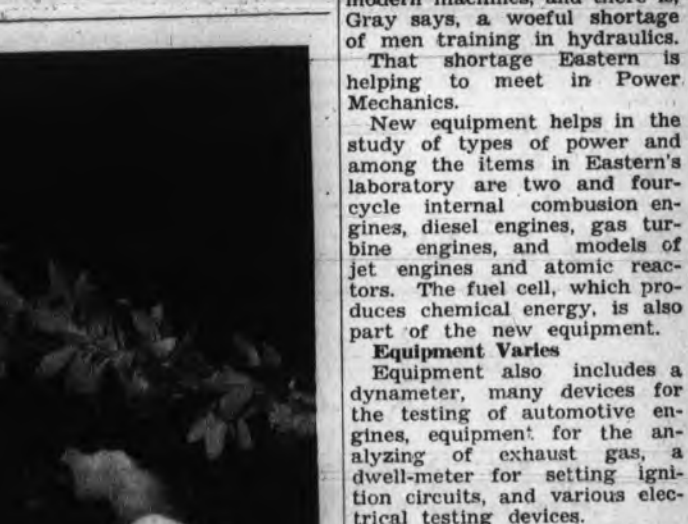 modern machines, and there is,
Gray says, a woeful shortage
of men training in hydraulics.
That shortage Eastern is
helping to meet in Power
Mechanics.
New equipment helps in the
study of types of power and
among the items in Eastern's
laboratory are two and four-
cycle internal combusion en-
gines, diesel engines, gas tur-
bine engines, and models of
jet engines and atomic reac-
tors. The fuel cell, which pro-
duces chemical energy, is also
part of the new equipment.
Equipment Varies
Equipment also includes a
dynameter, many devices for
the testing of automotive en-
gines, equipment for the an-
alyzing of exhaust gas, a
dwell-meter for setting igni-
tion circuits, and various elec-
trical testing devices.